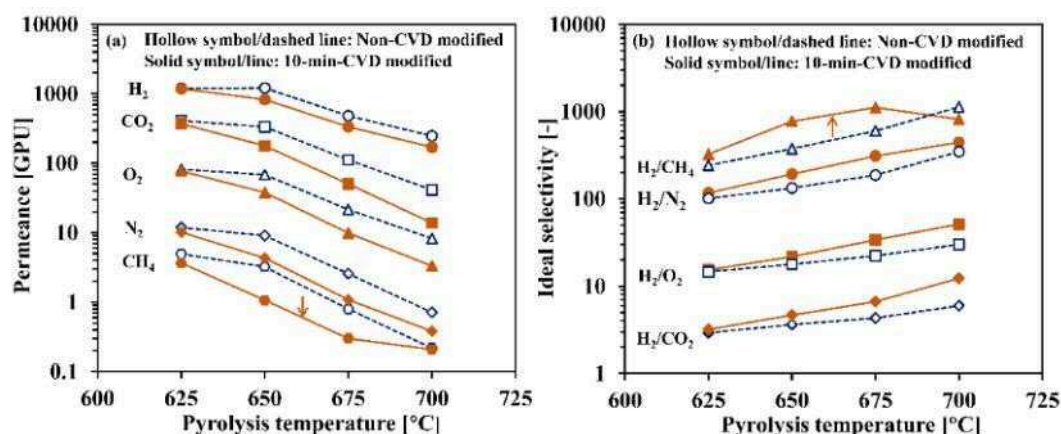 (a) Hollow symbol/dashed line: Non-CVD modified
Solid symbol/line: 10-min-CVD modified
Permeance [GPU]
10000
1000
100
10
1
0.1
H₂
CO₂
O₂
N₂
CH₄
600 625 650 675 700 725
Pyrolysis temperature [°C]
(b) Hollow symbol/dashed line: Non-CVD modified
Solid symbol/line: 10-min-CVD modified
Ideal selectivity [-]
10000
1000
100
10
1
H₂/CH₄
H₂/N₂
H₂/O₂
H₂/CO₂
600 625 650 675 700 725
Pyrolysis temperature [°C]